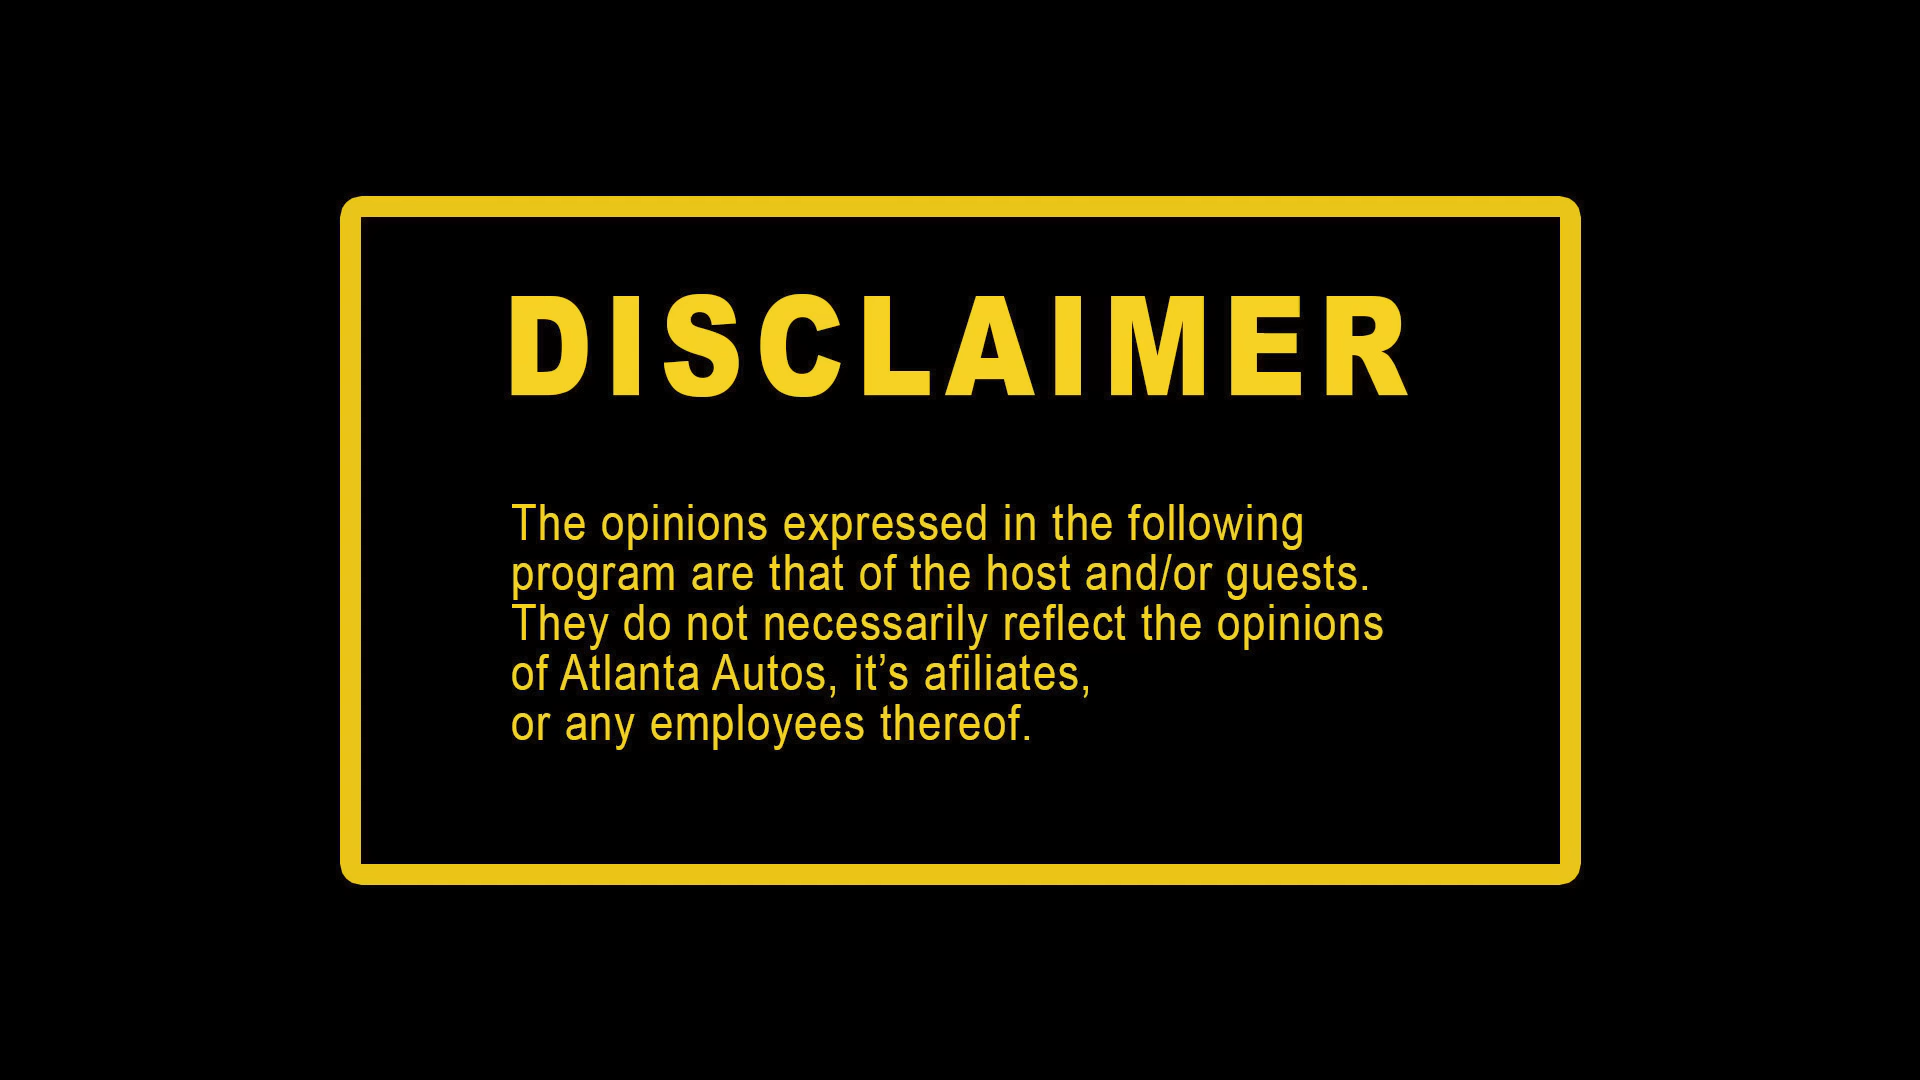 DISCLAIMER
The opinions expressed in the following
program are that of the host and/or guests.
They do not necessarily reflect the opinions
of Atlanta Autos, it’s afiliates,
or any employees thereof.